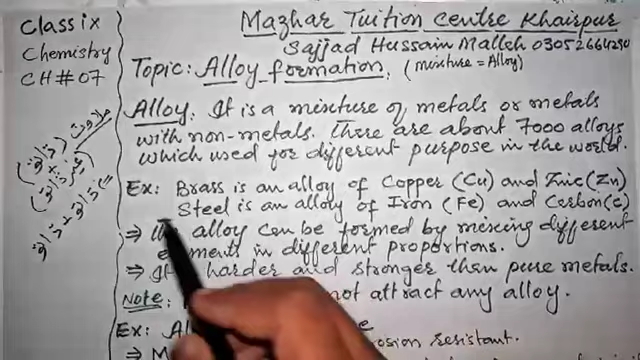 Class ix
Chemistry
CH # 07
Mazhar Tuition Centre Khairpur
Sajjad Hussain Mallah 03052664290
Topic: Alloy formation (mixture = Alloy)
Alloy: It is a mixture of metals or metals
with non-metals. There are about 7000 alloys
which used for different purpose in the world.
Ex: Brass is an alloy of Copper (Cu) and Zinc (Zn)
Steel is an alloy of Iron (Fe) and Carbon (C)
⇒ alloy can be formed by mixing different
in different proportions.
⇒ It harder and stronger than pure metals.
Note: not attract any alloy.
Ex:
⇒ resistant.